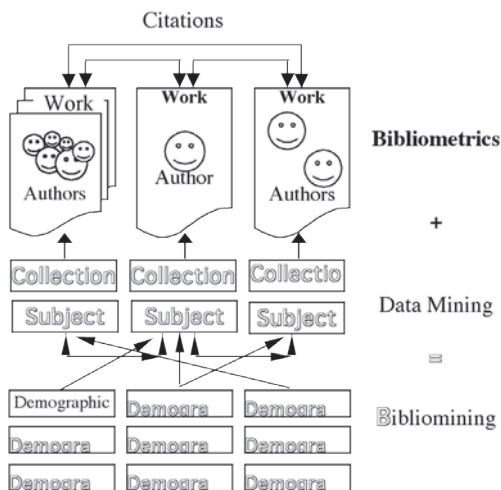 Citations
Work Work Work
Bibliometrics
Authors Author Authors
+
Collection Collection Collectio
Data Mining
Subject Subject Subject
=
Demographic Demogra Demogra
Bibliomining
Demogra Demogra Demogra
Demogra Demogra Demogra